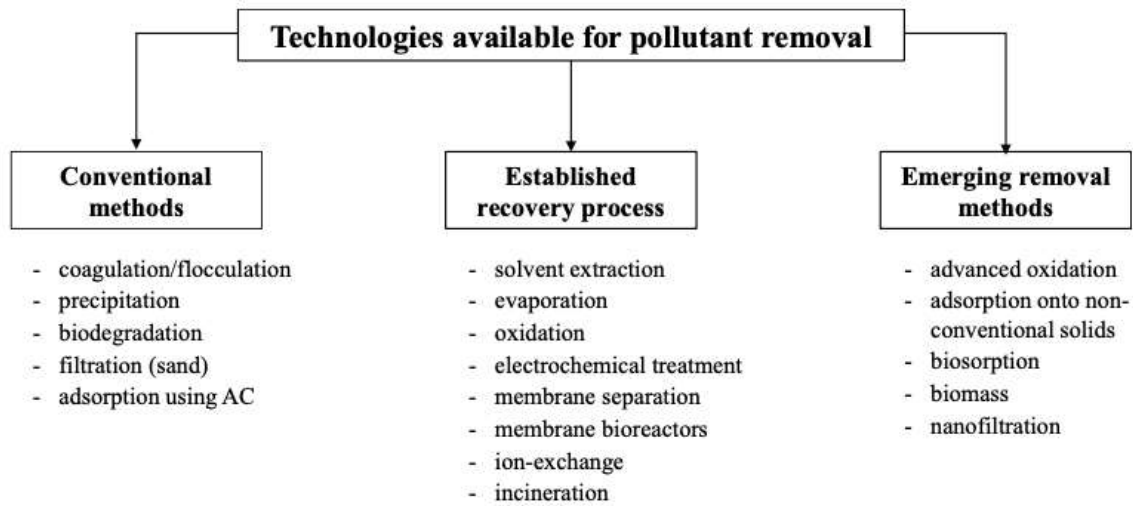 Technologies available for pollutant removal
Conventional
methods
- coagulation/flocculation
- precipitation
- biodegradation
- filtration (sand)
- adsorption using AC
Established
recovery process
- solvent extraction
- evaporation
- oxidation
- electrochemical treatment
- membrane separation
- membrane bioreactors
- ion-exchange
- incineration
Emerging removal
methods
- advanced oxidation
- adsorption onto non-
conventional solids
- biosorption
- biomass
- nanofiltration